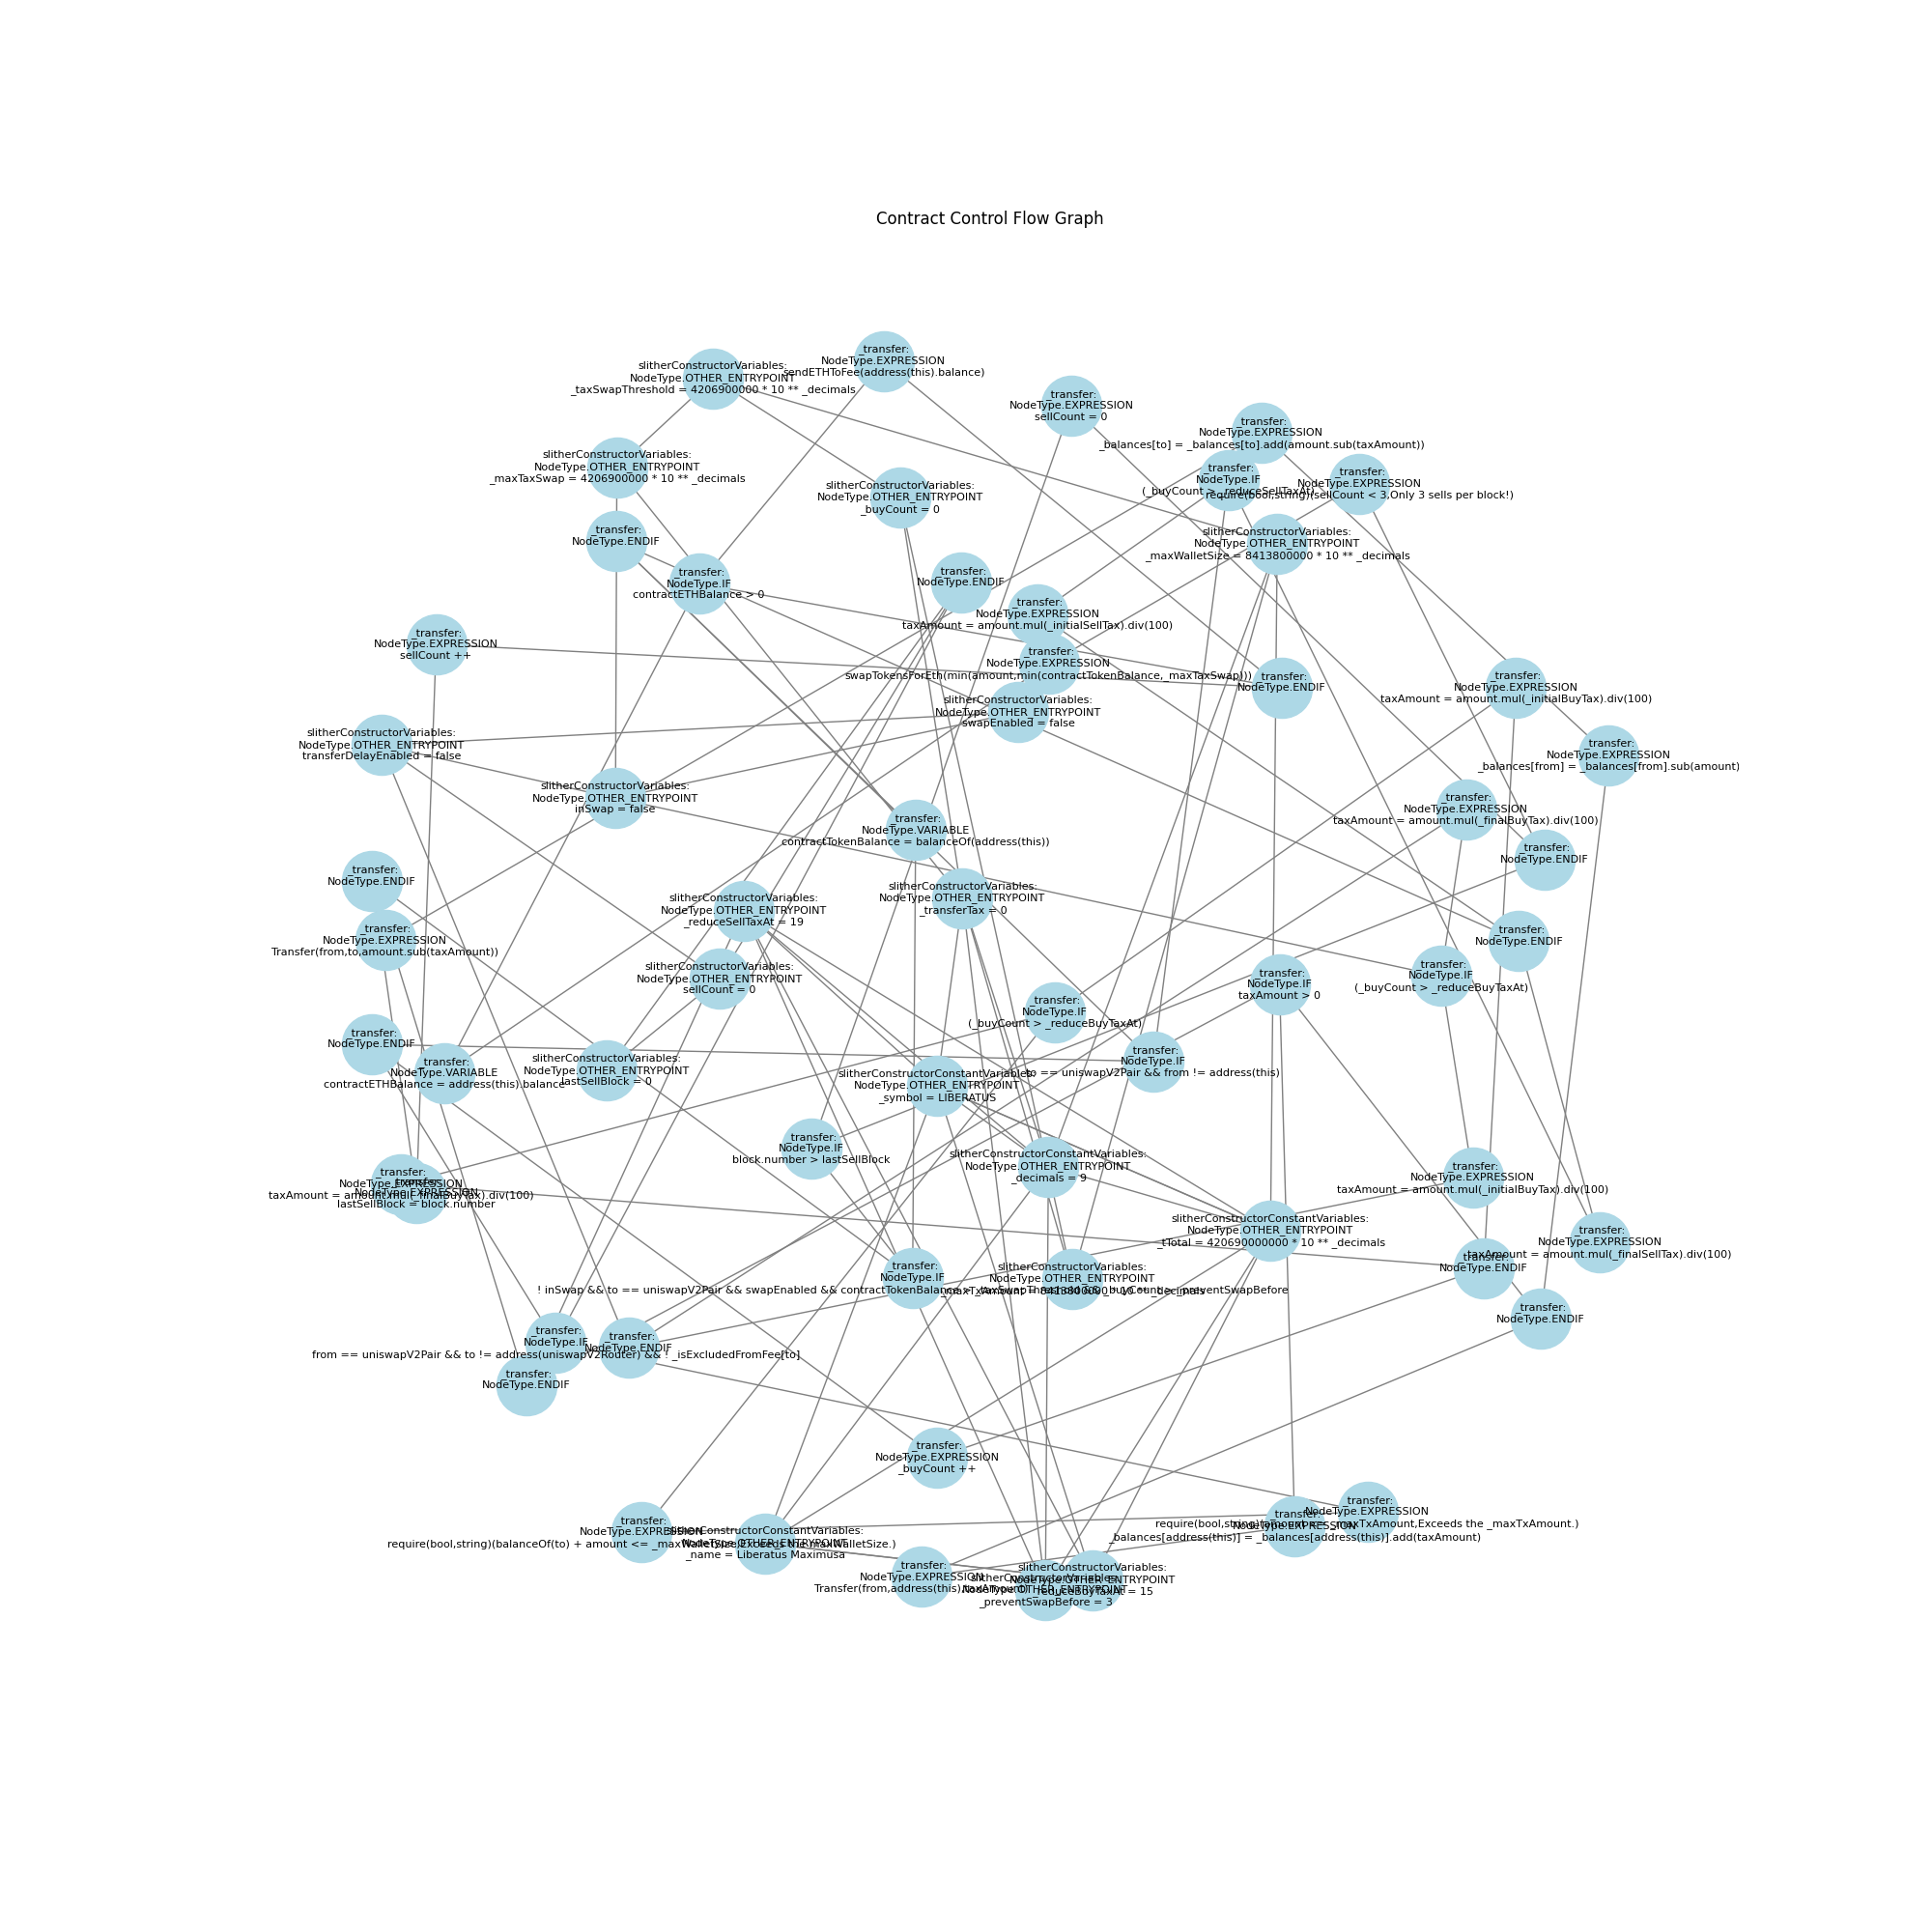 Contract Control Flow Graph
_transfer:
NodeType.EXPRESSION
sendETHToFee(address(this).balance)
slitherConstructorVariables:
NodeType.OTHER_ENTRYPOINT
_taxSwapThreshold = 4206900000 * 10 ** _decimals
_transfer:
NodeType.EXPRESSION
sellCount = 0
_transfer:
NodeType.EXPRESSION
_balances[to] = _balances[to].add(amount.sub(taxAmount))
slitherConstructorVariables:
NodeType.OTHER_ENTRYPOINT
_maxTaxSwap = 4206900000 * 10 ** _decimals
_transfer:
NodeType.IF
(_buyCount > _reduceSellTaxAt)
_transfer:
NodeType.EXPRESSION
require(bool,string)(sellCount < 3,Only 3 sells per block!)
slitherConstructorVariables:
NodeType.OTHER_ENTRYPOINT
_buyCount = 0
_transfer:
NodeType.ENDIF
slitherConstructorVariables:
NodeType.OTHER_ENTRYPOINT
_maxWalletSize = 8413800000 * 10 ** _decimals
_transfer:
NodeType.IF
contractETHBalance > 0
_transfer:
NodeType.ENDIF
_transfer:
NodeType.EXPRESSION
taxAmount = amount.mul(_initialSellTax).div(100)
_transfer:
NodeType.EXPRESSION
sellCount ++
_transfer:
NodeType.EXPRESSION
swapTokensForEth(min(amount,min(contractTokenBalance,_maxTaxSwap)))
_transfer:
NodeType.ENDIF
_transfer:
NodeType.EXPRESSION
taxAmount = amount.mul(_initialBuyTax).div(100)
slitherConstructorVariables:
NodeType.OTHER_ENTRYPOINT
swapEnabled = false
slitherConstructorVariables:
NodeType.OTHER_ENTRYPOINT
transferDelayEnabled = false
_transfer:
NodeType.EXPRESSION
_balances[from] = _balances[from].sub(amount)
slitherConstructorVariables:
NodeType.OTHER_ENTRYPOINT
inSwap = false
_transfer:
NodeType.EXPRESSION
taxAmount = amount.mul(_finalBuyTax).div(100)
_transfer:
NodeType.VARIABLE
contractTokenBalance = balanceOf(address(this))
_transfer:
NodeType.ENDIF
_transfer:
NodeType.ENDIF
slitherConstructorVariables:
NodeType.OTHER_ENTRYPOINT
_transferTax = 0
slitherConstructorVariables:
NodeType.OTHER_ENTRYPOINT
_reduceSellTaxAt = 19
_transfer:
NodeType.EXPRESSION
Transfer(from,to,amount.sub(taxAmount))
_transfer:
NodeType.ENDIF
slitherConstructorVariables:
NodeType.OTHER_ENTRYPOINT
sellCount = 0
_transfer:
NodeType.IF
(_buyCount > _reduceBuyTaxAt)
_transfer:
NodeType.IF
taxAmount > 0
_transfer:
NodeType.IF
(_buyCount > _reduceBuyTaxAt)
_transfer:
NodeType.ENDIF
_transfer:
NodeType.VARIABLE
contractETHBalance = address(this).balance
slitherConstructorVariables:
NodeType.OTHER_ENTRYPOINT
lastSellBlock = 0
_transfer:
NodeType.IF
to == uniswapV2Pair && from != address(this)
slitherConstructorConstantVariables:
NodeType.OTHER_ENTRYPOINT
_symbol = LIBERATUS
_transfer:
NodeType.IF
block.number > lastSellBlock
slitherConstructorConstantVariables:
NodeType.OTHER_ENTRYPOINT
_decimals = 9
_transfer:
NodeType.EXPRESSION
taxAmount = amount.mul(_finalBuyTax).div(100)
_transfer:
NodeType.EXPRESSION
lastSellBlock = block.number
_transfer:
NodeType.EXPRESSION
taxAmount = amount.mul(_initialBuyTax).div(100)
slitherConstructorConstantVariables:
NodeType.OTHER_ENTRYPOINT
_tTotal = 420690000000 * 10 ** _decimals
_transfer:
NodeType.EXPRESSION
taxAmount = amount.mul(_finalSellTax).div(100)
_transfer:
NodeType.ENDIF
_transfer:
NodeType.IF
! inSwap && to == uniswapV2Pair && swapEnabled && contractTokenBalance > _taxSwapThreshold && _buyCount > _preventSwapBefore
slitherConstructorVariables:
NodeType.OTHER_ENTRYPOINT
_maxTxAmount = 8413800000 * 10 ** _decimals
_transfer:
NodeType.ENDIF
_transfer:
NodeType.IF
from == uniswapV2Pair && to != address(uniswapV2Router) && ! _isExcludedFromFee[to]
_transfer:
NodeType.ENDIF
_transfer:
NodeType.ENDIF
_transfer:
NodeType.EXPRESSION
_buyCount ++
_transfer:
NodeType.EXPRESSION
require(bool,string)(amount <= _maxTxAmount,Exceeds the _maxTxAmount.)
_transfer:
NodeType.EXPRESSION
_balances[address(this)] = _balances[address(this)].add(taxAmount)
_transfer:
NodeType.EXPRESSION
require(bool,string)(balanceOf(to) + amount <= _maxWalletSize,Exceeds the maxWalletSize.)
slitherConstructorConstantVariables:
NodeType.OTHER_ENTRYPOINT
_name = Liberatus Maximusa
_transfer:
NodeType.EXPRESSION
Transfer(from,address(this),taxAmount)
slitherConstructorVariables:
NodeType.OTHER_ENTRYPOINT
_reduceBuyTaxAt = 15
slitherConstructorVariables:
NodeType.OTHER_ENTRYPOINT
_preventSwapBefore = 3